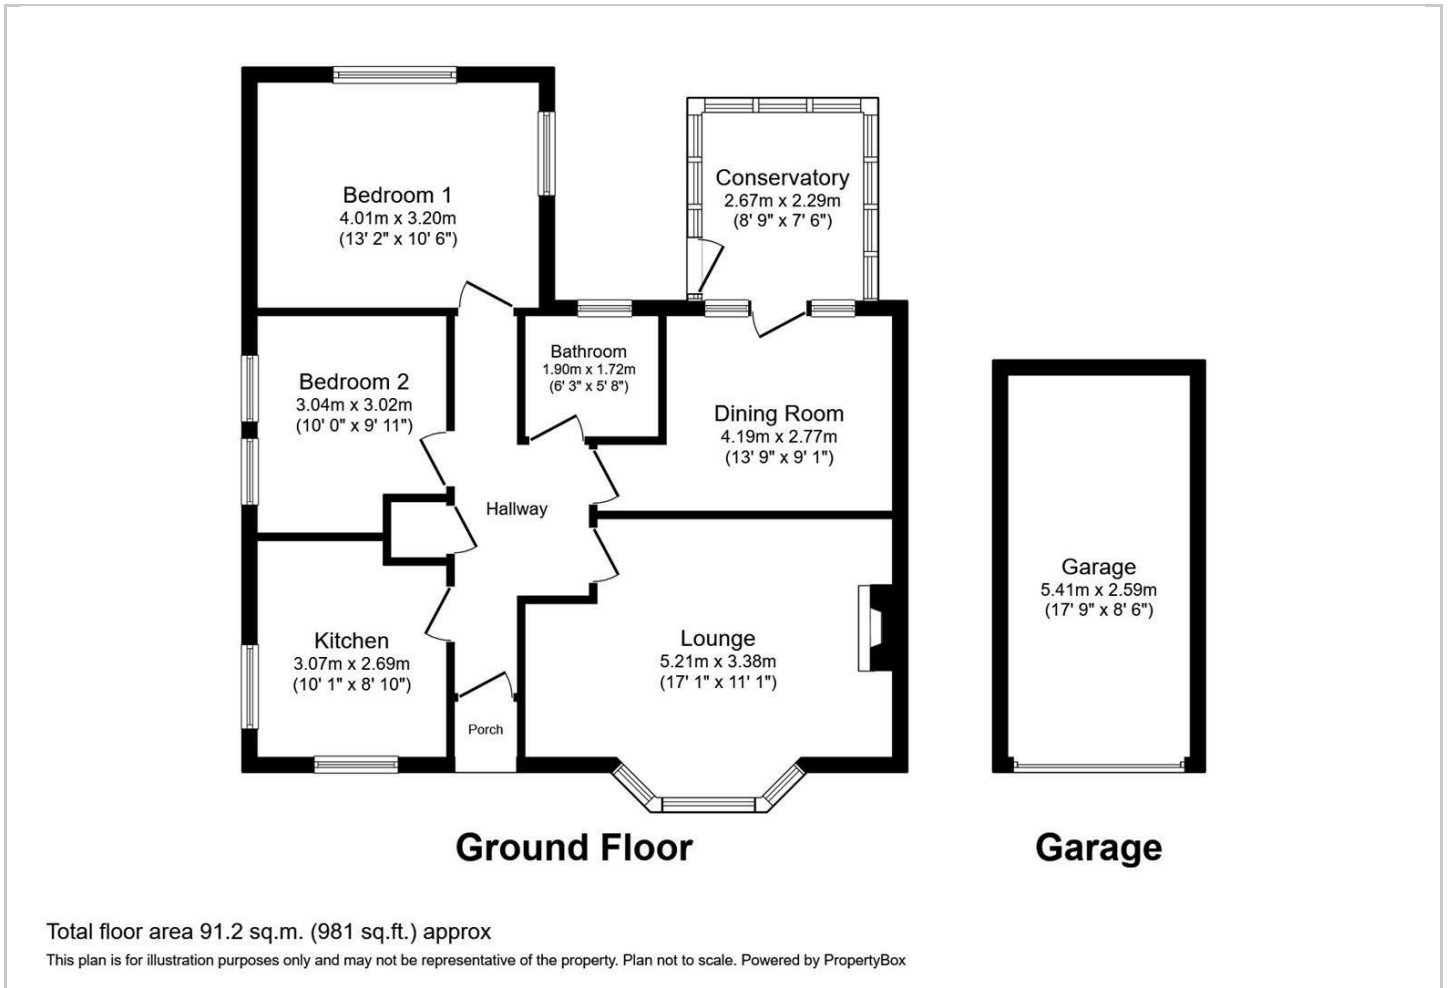 Bedroom 1
4.01m x 3.20m
(13' 2" x 10' 6")
Conservatory
2.67m x 2.29m
(8' 9" x 7' 6")
Bedroom 2
3.04m x 3.02m
(10' 0" x 9' 11")
Bathroom
1.90m x 1.72m
(6' 3" x 5' 8")
Dining Room
4.19m x 2.77m
(13' 9" x 9' 1")
Hallway
Kitchen
3.07m x 2.69m
(10' 1" x 8' 10")
Lounge
5.21m x 3.38m
(17' 1" x 11' 1")
Porch
Garage
5.41m x 2.59m
(17' 9" x 8' 6")
Ground Floor
Garage
Total floor area 91.2 sq.m. (981 sq.ft.) approx
This plan is for illustration purposes only and may not be representative of the property. Plan not to scale. Powered by PropertyBox